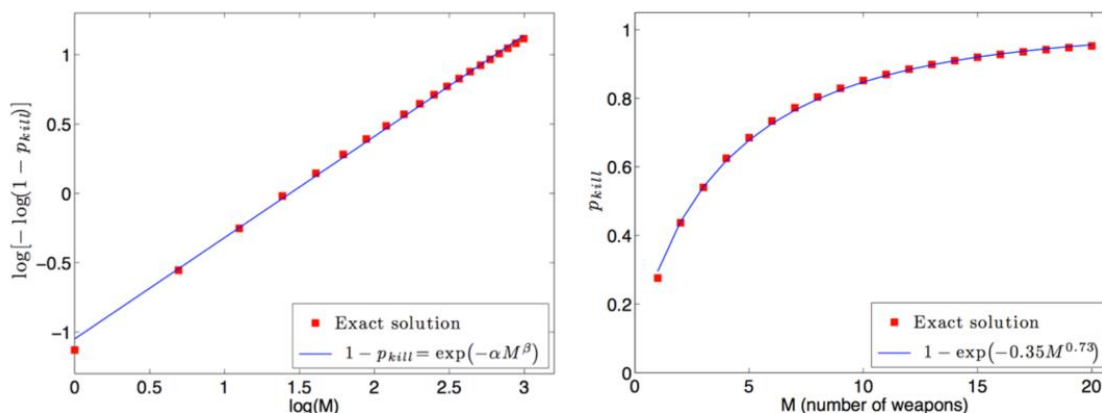 log[− log(1 − p_kill)]
1
0.5
0
−0.5
−1
Exact solution
1 − p_kill = exp(−αM^β)
0 0.5 1 1.5 2 2.5 3
log(M)
p_kill
1
0.8
0.6
0.4
0.2
0
Exact solution
1 − exp(−0.35M^0.73)
0 5 10 15 20
M (number of weapons)